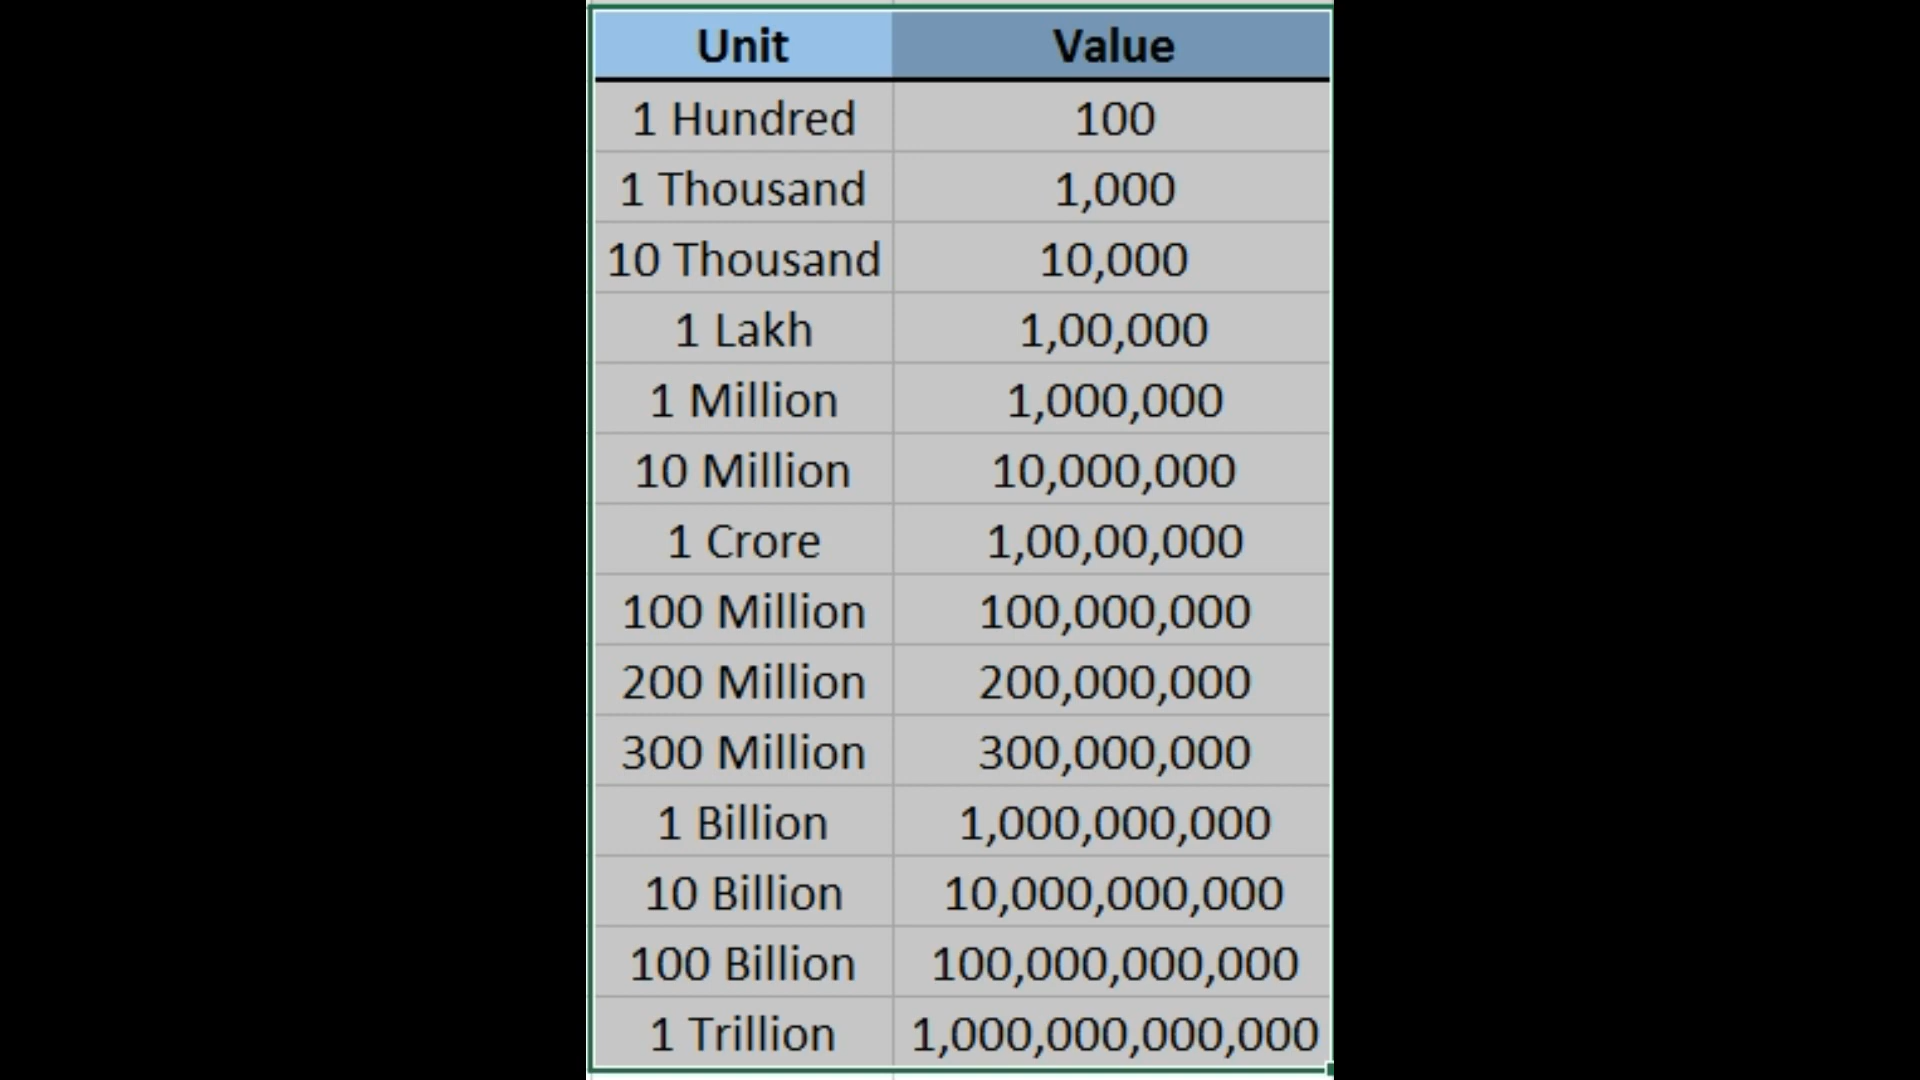 Unit Value
1 Hundred 100
1 Thousand 1,000
10 Thousand 10,000
1 Lakh 1,00,000
1 Million 1,000,000
10 Million 10,000,000
1 Crore 1,00,00,000
100 Million 100,000,000
200 Million 200,000,000
300 Million 300,000,000
1 Billion 1,000,000,000
10 Billion 10,000,000,000
100 Billion 100,000,000,000
1 Trillion 1,000,000,000,000